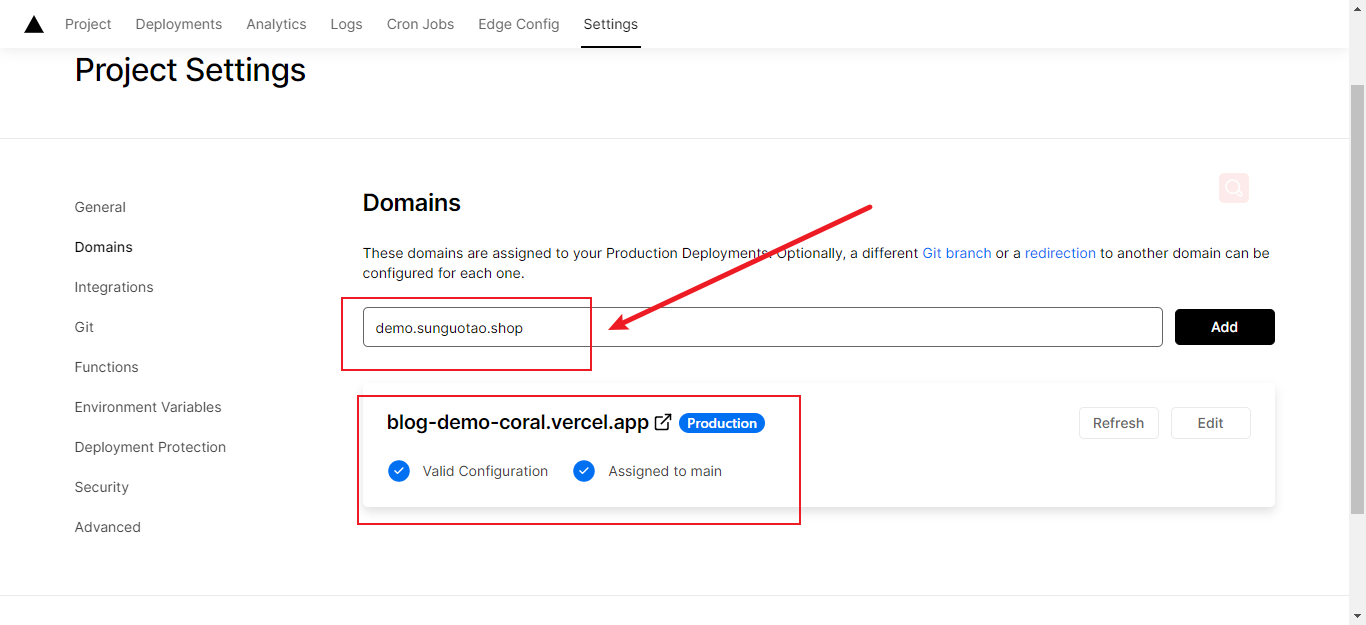 Project Deployments Analytics Logs Cron Jobs Edge Config Settings
Project Settings
General
Domains
Integrations
Git
Functions
Environment Variables
Deployment Protection
Security
Advanced
Domains
These domains are assigned to your Production Deployments. Optionally, a different Git branch or a redirection to another domain can be
configured for each one.
demo.sunguotao.shop Add
blog-demo-coral.vercel.app Production Refresh Edit
Valid Configuration Assigned to main